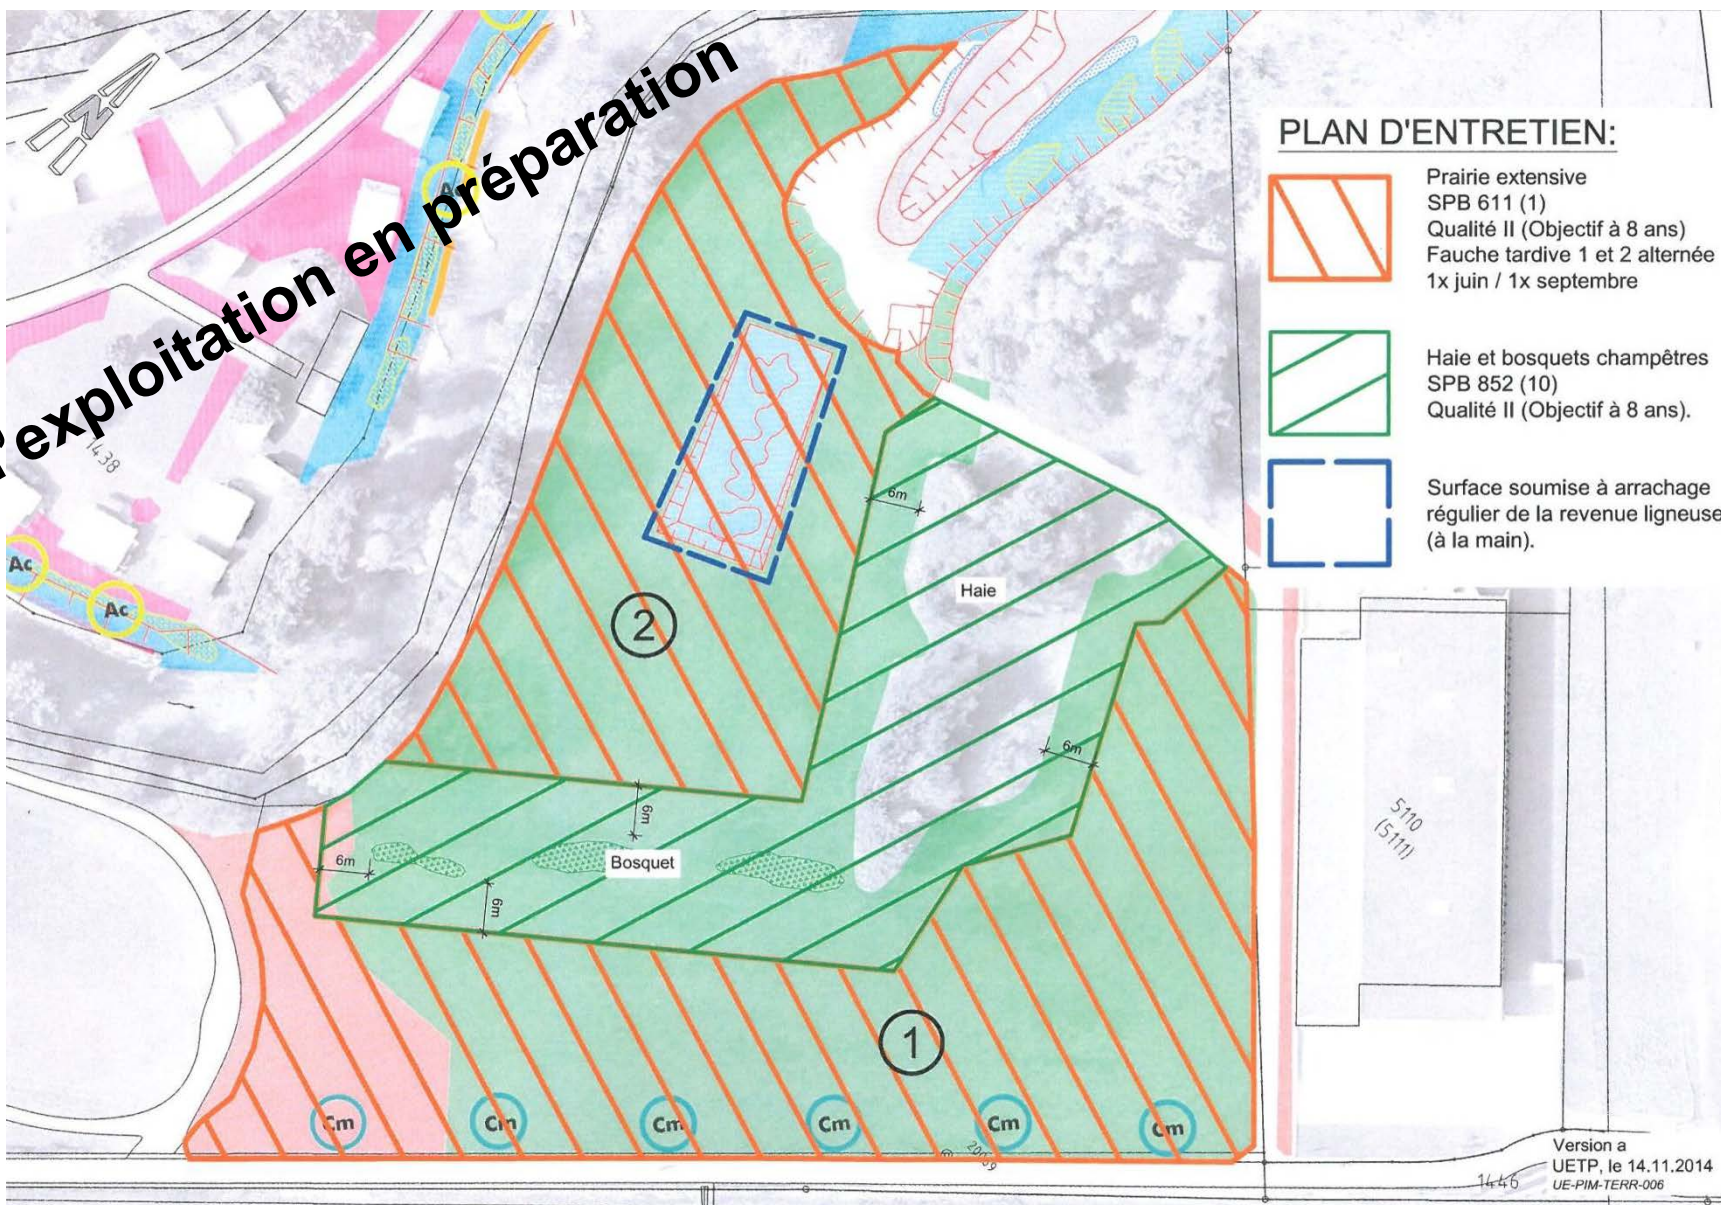 N
l'exploitation en préparation
PLAN D'ENTRETIEN:
Prairie extensive
SPB 611 (1)
Qualité II (Objectif à 8 ans)
Fauche tardive 1 et 2 alternée
1x juin / 1x septembre
Haie et bosquets champêtres
SPB 852 (10)
Qualité II (Objectif à 8 ans).
Surface soumise à arrachage
régulier de la revenue ligneuse
(à la main).
Ac
1438
Ac
Ac
6m
Haie
2
6m
6m
5110
(5111)
6m
Bosquet
6m
1
Cm
Cm
Cm
Cm
Cm
Cm
Version a
UETP, le 14.11.2014
UE-PIM-TERR-006
1446